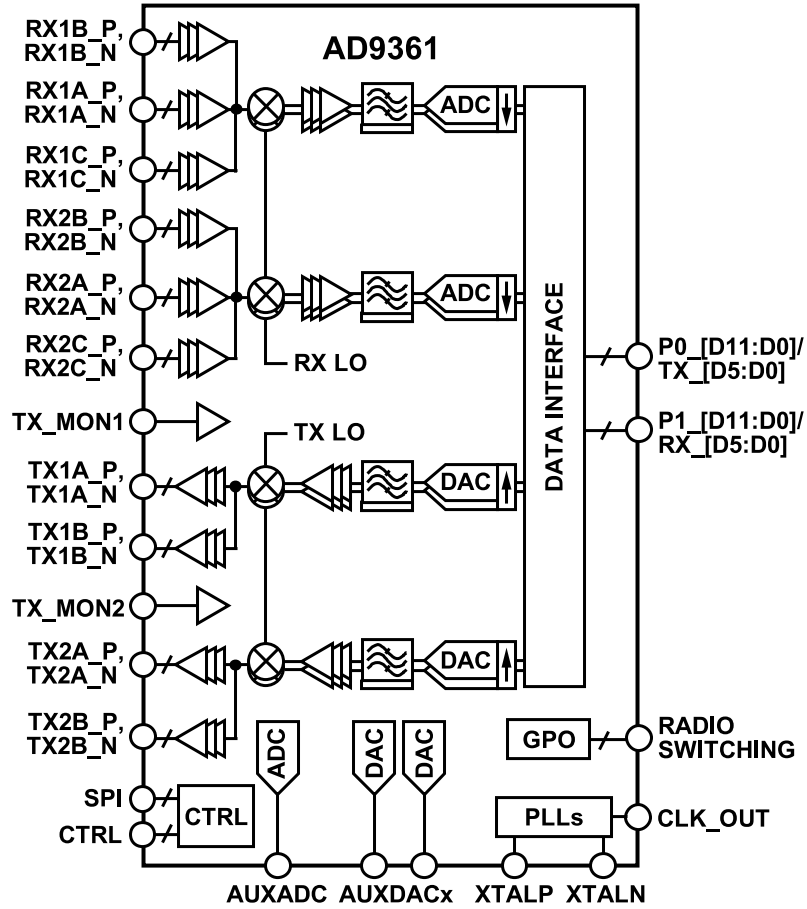 AD9361
RX1B_P,
RX1B_N
RX1A_P,
RX1A_N
RX1C_P,
RX1C_N
RX2B_P,
RX2B_N
RX2A_P,
RX2A_N
RX2C_P,
RX2C_N
TX_MON1
TX1A_P,
TX1A_N
TX1B_P,
TX1B_N
TX_MON2
TX2A_P,
TX2A_N
TX2B_P,
TX2B_N
SPI
CTRL
CTRL
ADC
ADC
RX LO
TX LO
DAC
DAC
DATA INTERFACE
P0_[D11:D0]/
TX_[D5:D0]
P1_[D11:D0]/
RX_[D5:D0]
ADC
DAC
DAC
GPO
RADIO
SWITCHING
PLLs
CLK_OUT
AUXADC
AUXDACx
XTALP
XTALN